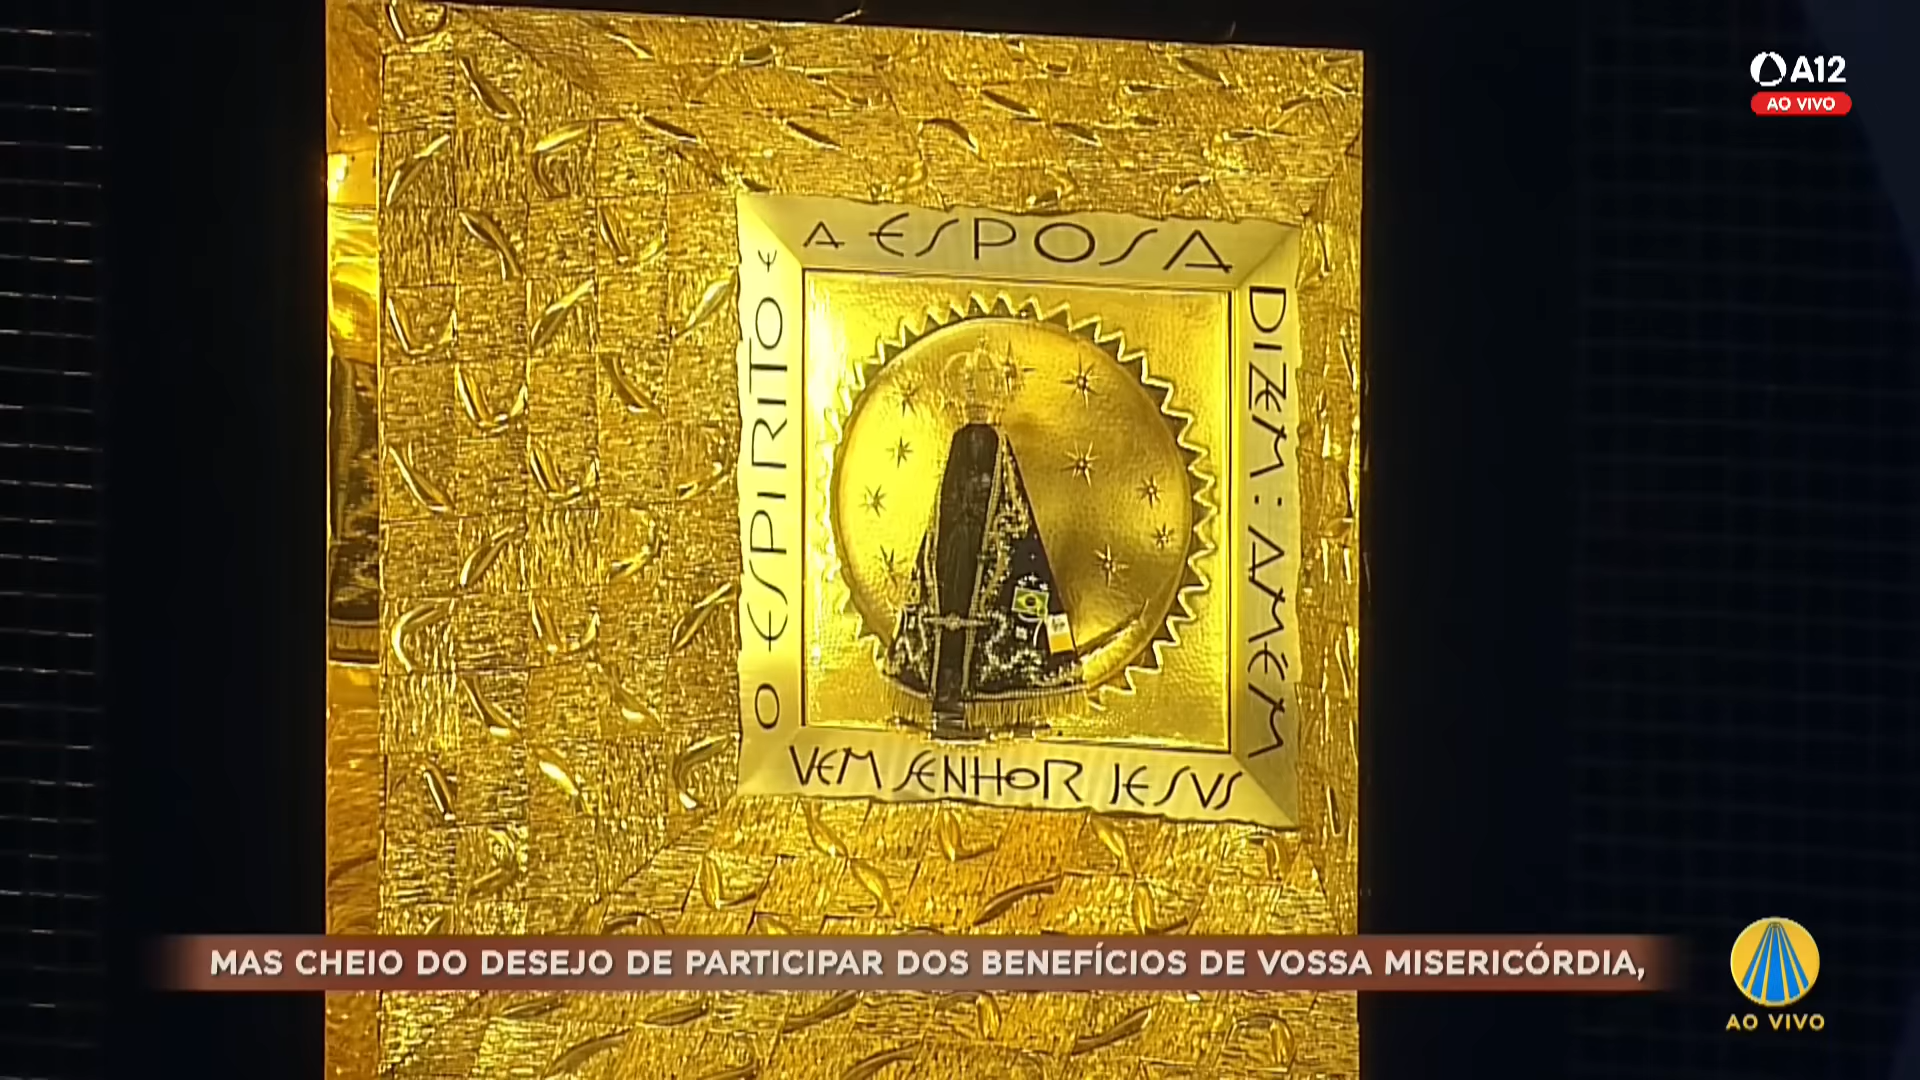 A12
AO VIVO
O ESPIRITO E
A ESPOSA
DIZEM: AMÉM
VEM SENHOR JESVS
MAS CHEIO DO DESEJO DE PARTICIPAR DOS BENEFÍCIOS DE VOSSA MISERICÓRDIA,
AO VIVO